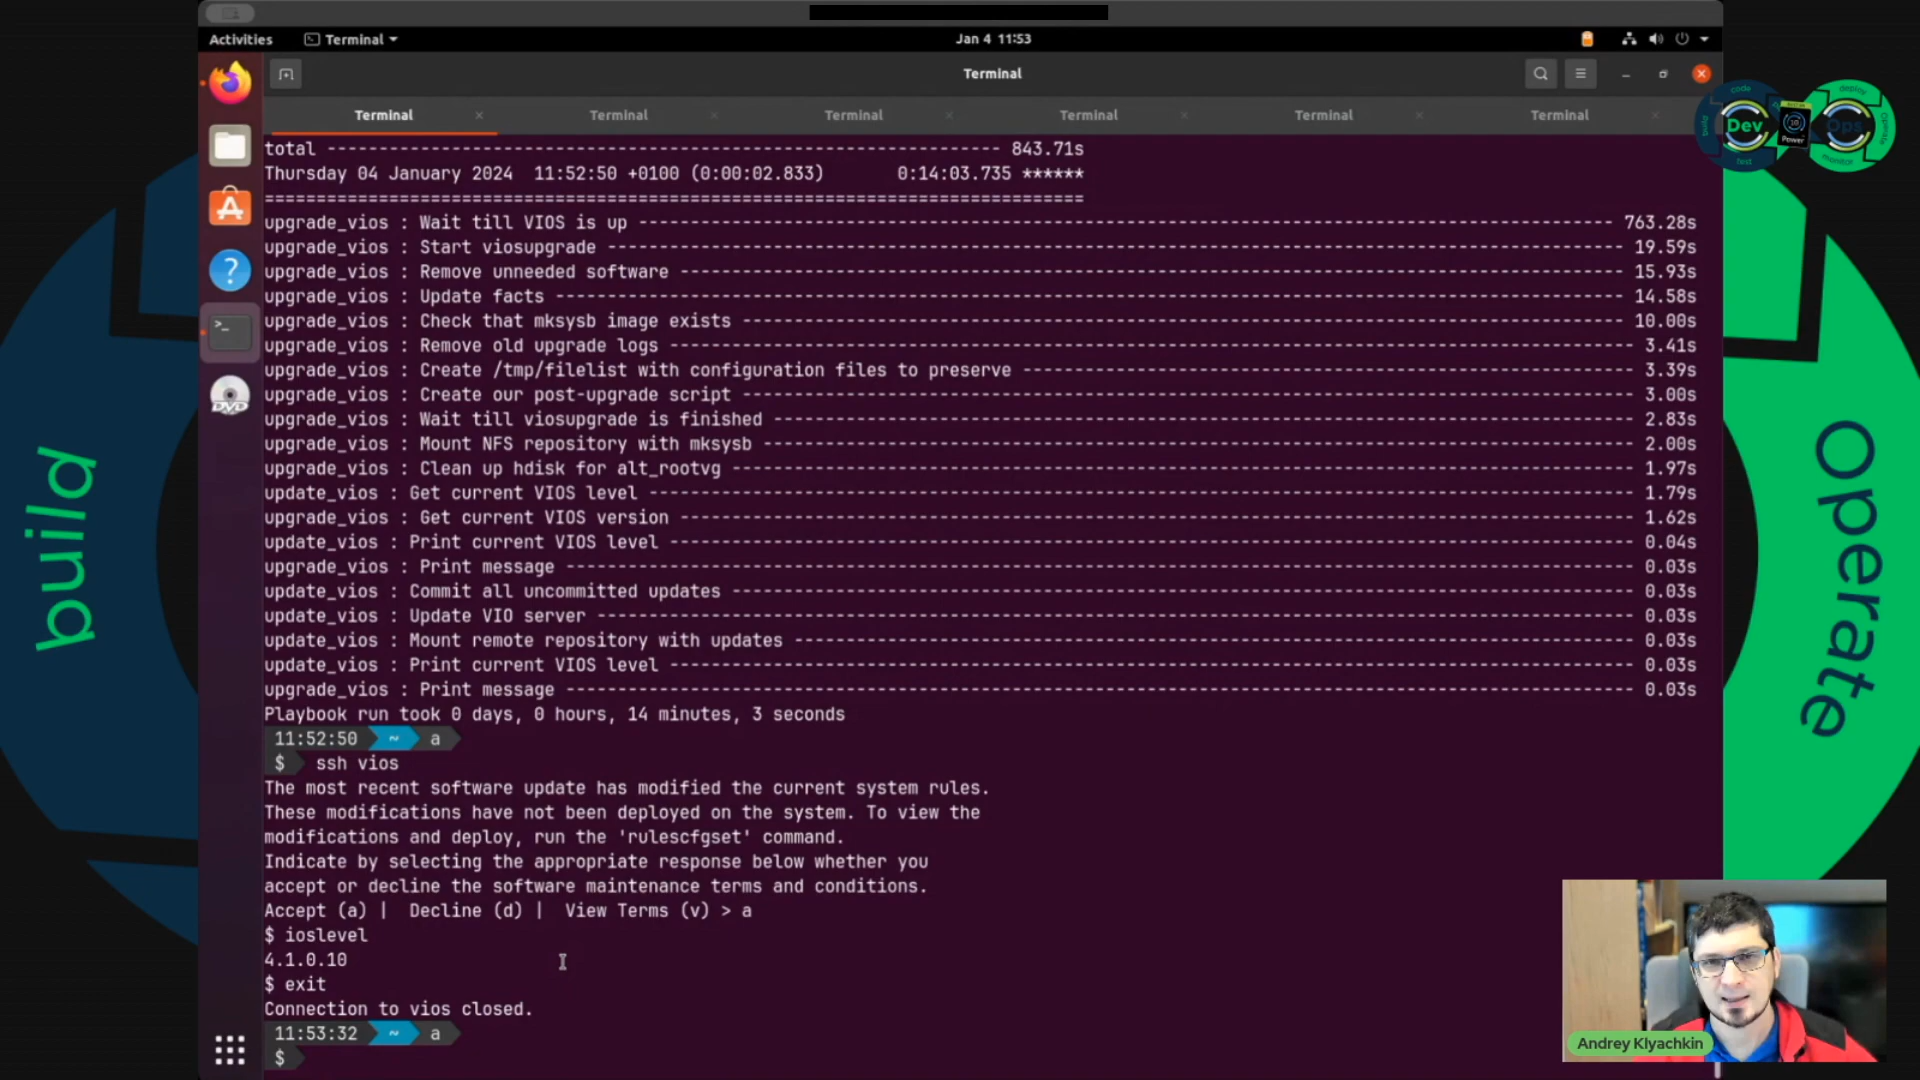 Activities
Terminal
Jan 4 11:53
Terminal
Terminal
Terminal
Terminal
Terminal
Terminal
Terminal
total ----------------------------------------------------------------- 843.71s
Thursday 04 January 2024  11:52:50 +0100 (0:00:02.833)       0:14:03.735 ******
===============================================================================
upgrade_vios : Wait till VIOS is up ---------------------------------------------------------------------------------------------- 763.28s
upgrade_vios : Start viosupgrade -------------------------------------------------------------------------------------------------- 19.59s
upgrade_vios : Remove unneeded software ------------------------------------------------------------------------------------------- 15.93s
upgrade_vios : Update facts ------------------------------------------------------------------------------------------------------- 14.58s
upgrade_vios : Check that mksysb image exists ------------------------------------------------------------------------------------- 10.00s
upgrade_vios : Remove old upgrade logs --------------------------------------------------------------------------------------------- 3.41s
upgrade_vios : Create /tmp/filelist with configuration files to preserve ----------------------------------------------------------- 3.39s
upgrade_vios : Create our post-upgrade script -------------------------------------------------------------------------------------- 3.00s
upgrade_vios : Wait till viosupgrade is finished ----------------------------------------------------------------------------------- 2.83s
upgrade_vios : Mount NFS repository with mksysb ------------------------------------------------------------------------------------ 2.00s
upgrade_vios : Clean up hdisk for alt_rootvg --------------------------------------------------------------------------------------- 1.97s
update_vios : Get current VIOS level ----------------------------------------------------------------------------------------------- 1.79s
upgrade_vios : Get current VIOS version -------------------------------------------------------------------------------------------- 1.62s
update_vios : Print current VIOS level --------------------------------------------------------------------------------------------- 0.04s
upgrade_vios : Print message ------------------------------------------------------------------------------------------------------- 0.03s
update_vios : Commit all uncommitted updates --------------------------------------------------------------------------------------- 0.03s
update_vios : Update VIO server ---------------------------------------------------------------------------------------------------- 0.03s
update_vios : Mount remote repository with updates --------------------------------------------------------------------------------- 0.03s
update_vios : Print current VIOS level --------------------------------------------------------------------------------------------- 0.03s
upgrade_vios : Print message ------------------------------------------------------------------------------------------------------- 0.03s
Playbook run took 0 days, 0 hours, 14 minutes, 3 seconds
11:52:50 ~ a
$ ssh vios
The most recent software update has modified the current system rules.
These modifications have not been deployed on the system. To view the
modifications and deploy, run the 'rulescfgset' command.
Indicate by selecting the appropriate response below whether you
accept or decline the software maintenance terms and conditions.
Accept (a) |  Decline (d) |  View Terms (v) > a
$ ioslevel
4.1.0.10
$ exit
Connection to vios closed.
11:53:32 ~ a
$
DVD
build
Operate
code
build
test
Dev
Power
Ops
deploy
Operate
monitor
Andrey Klyachkin